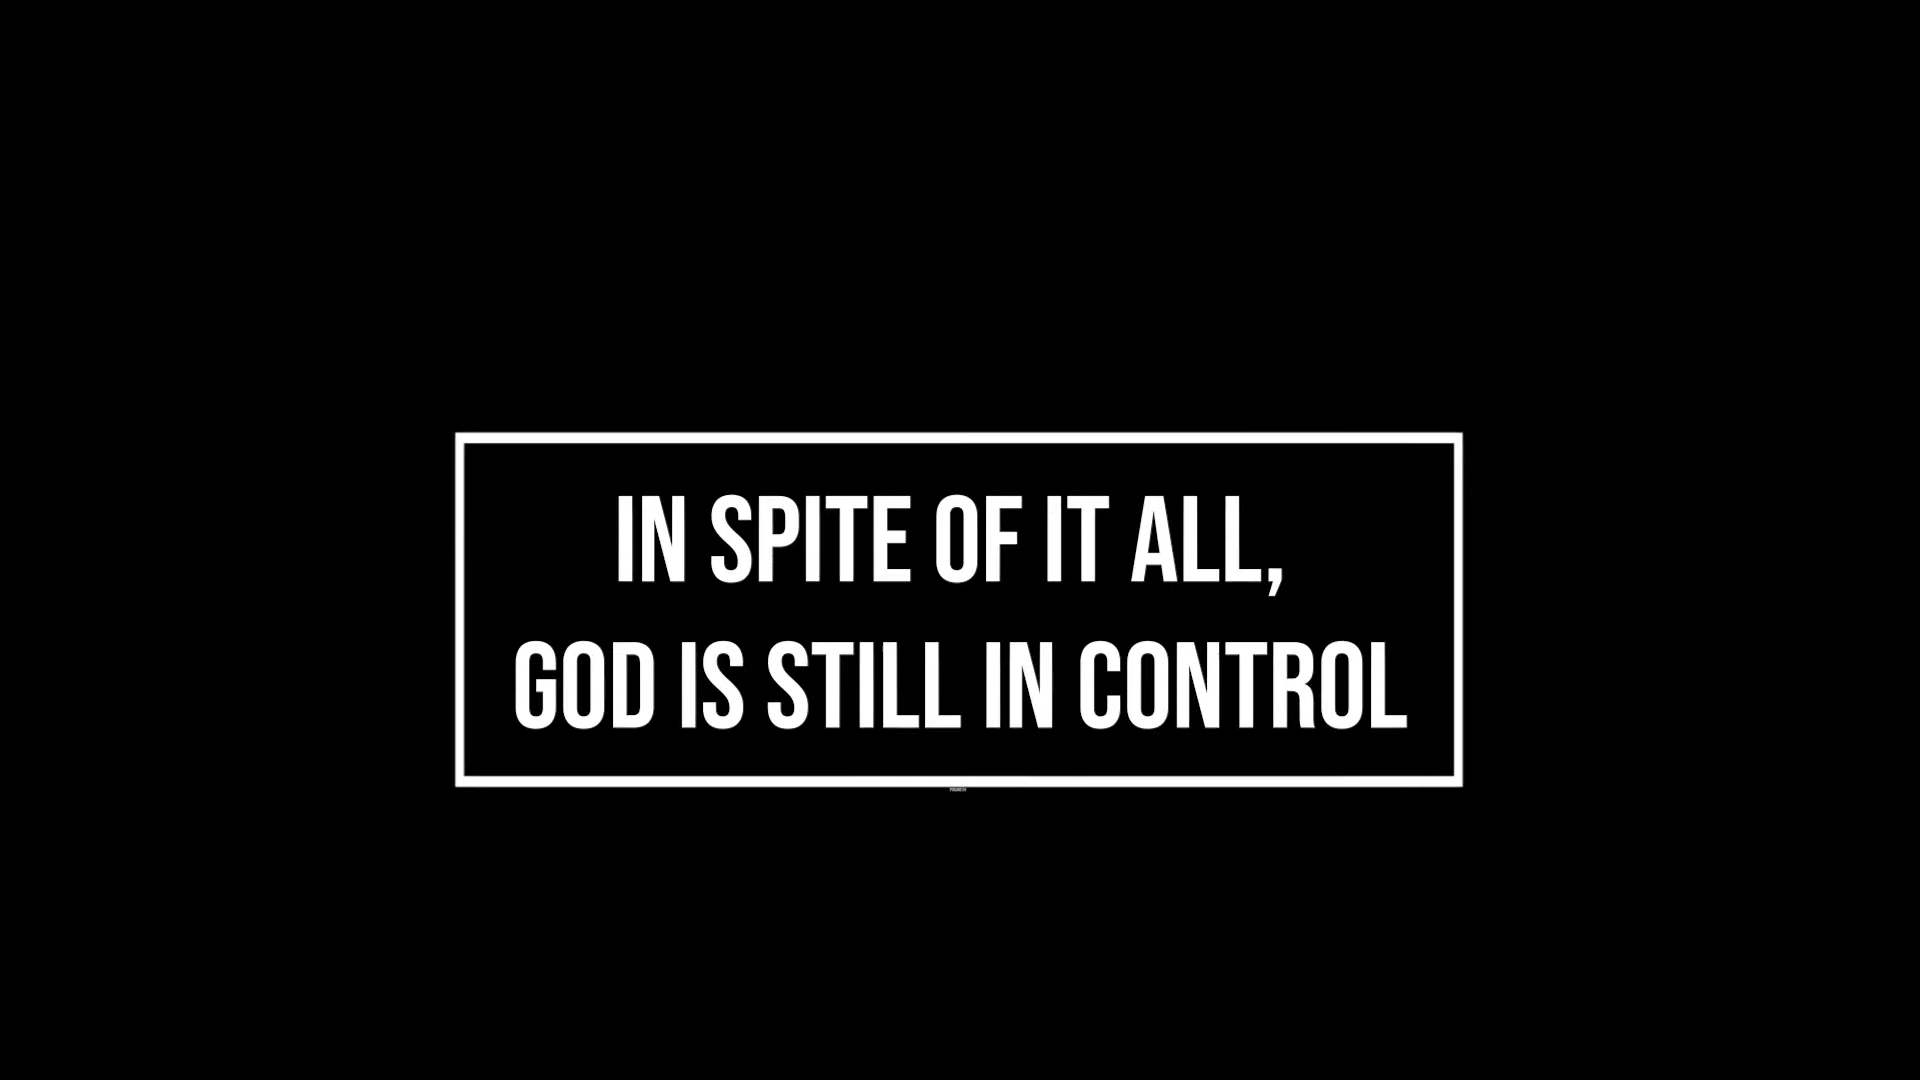 IN SPITE OF IT ALL,
GOD IS STILL IN CONTROL